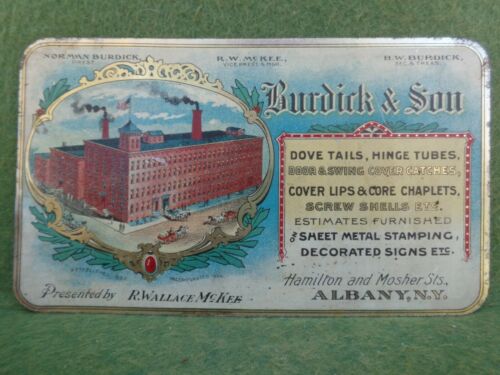 NORMAN BURDICK, R.W. McKEE, B.W. BURDICK,
PREST. VICE PREST & MGR. SEC & TREAS.
Burdick & Son
DOVE TAILS, HINGE TUBES,
DOOR & SWING COVER CATCHES,
COVER LIPS & CORE CHAPLETS,
SCREW SHELLS ETC.
ESTIMATES FURNISHED
ON SHEET METAL STAMPING,
DECORATED SIGNS ETC.
ESTABLISHED INCORPORATED
Presented by R. WALLACE McKEE
Hamilton and Mosher Sts.,
ALBANY, N.Y.